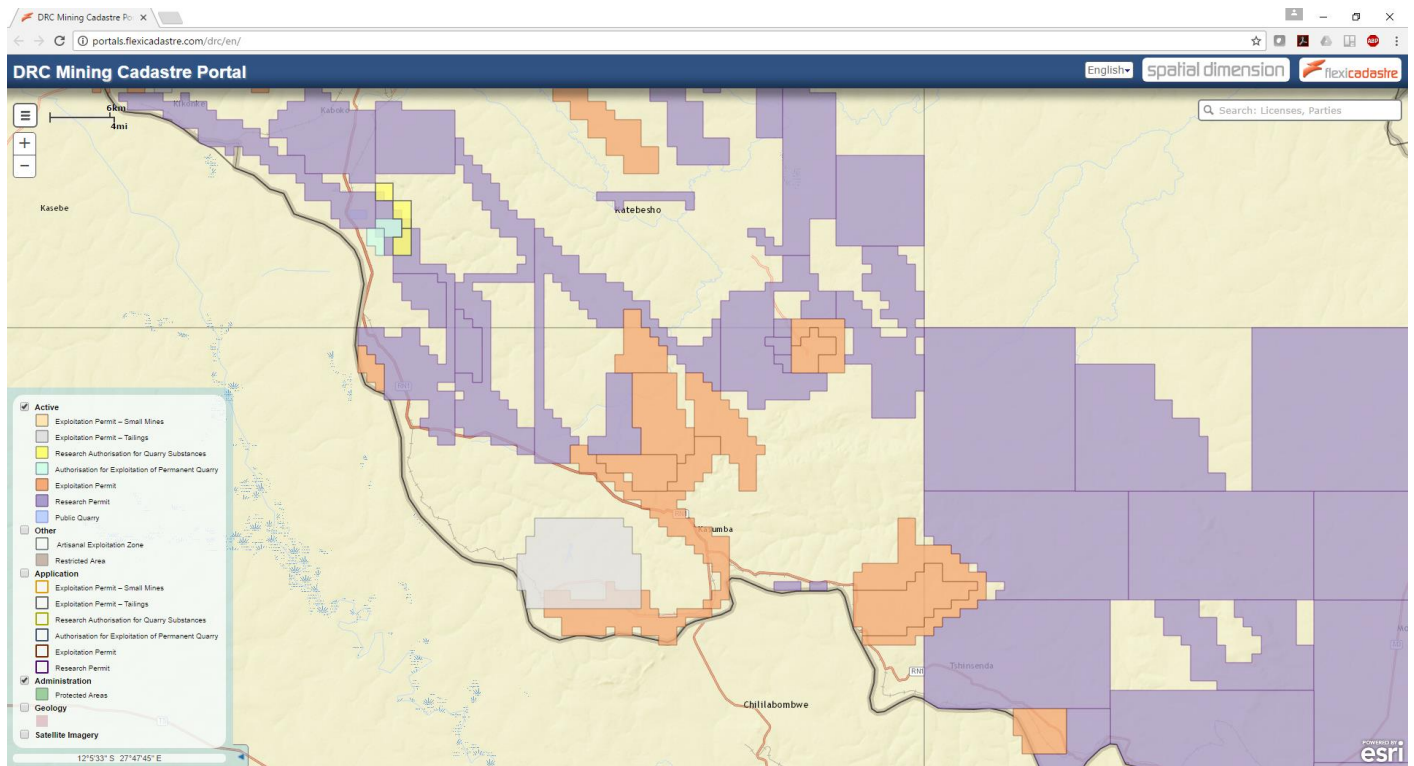 DRC Mining Cadastre Po
portals.flexicadastre.com/drc/en/
ABP
DRC Mining Cadastre Portal
English
spatial dimension
flexicadastre
6km
4mi
Search: Licenses, Parties
Kaboko
Kasebe
Katebesho
Active
Exploitation Permit – Small Mines
Exploitation Permit – Tailings
Research Authorisation for Quarry Substances
Authorisation for Exploitation of Permanent Quarry
Exploitation Permit
Research Permit
Public Quarry
Other
Artisanal Exploitation Zone
Restricted Area
Application
Exploitation Permit – Small Mines
Exploitation Permit – Tailings
Research Authorisation for Quarry Substances
Authorisation for Exploitation of Permanent Quarry
Exploitation Permit
Research Permit
Administration
Protected Areas
Geology
Satellite Imagery
12°5'33" S 27°47'45" E
Tshinsenda
RN1
Chililabombwe
POWERED BY
esri